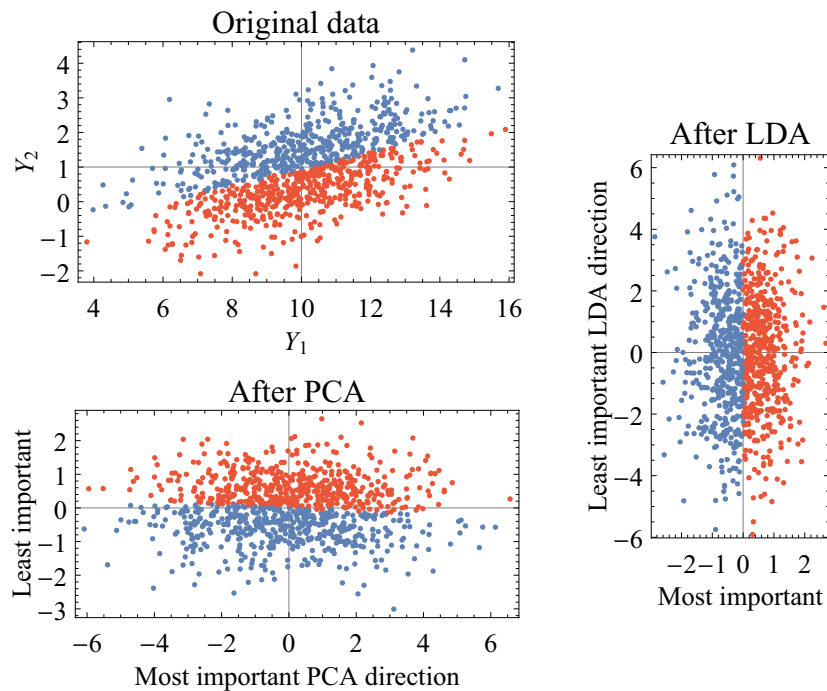 Original data
4
3
2
1
0
−1
−2
Y2
4 6 8 10 12 14 16
Y1
After PCA
2
1
0
−1
−2
−3
Least important
−6 −4 −2 0 2 4 6
Most important PCA direction
After LDA
6
4
2
0
−2
−4
−6
Least important LDA direction
−2 −1 0 1 2
Most important